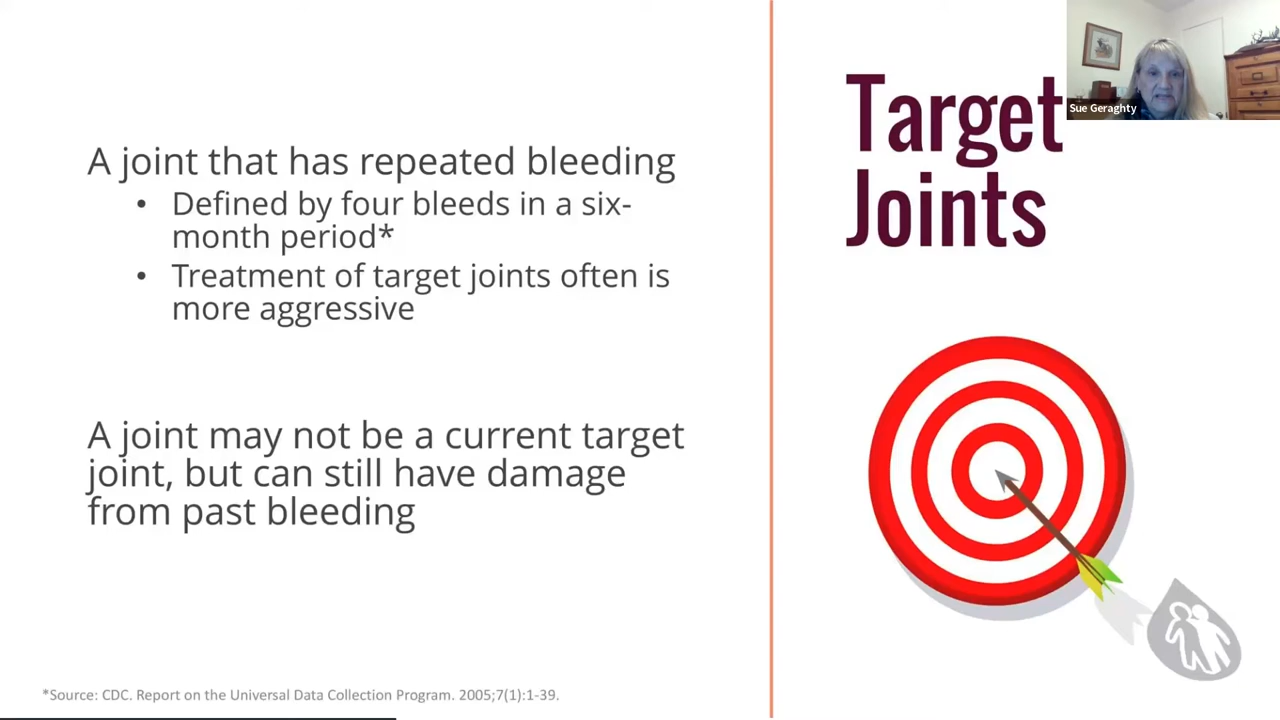 A joint that has repeated bleeding
• Defined by four bleeds in a six-
month period*
• Treatment of target joints often is
more aggressive
A joint may not be a current target
joint, but can still have damage
from past bleeding
*Source: CDC. Report on the Universal Data Collection Program. 2005;7(1):1-39.
Target
Joints
Sue Geraghty